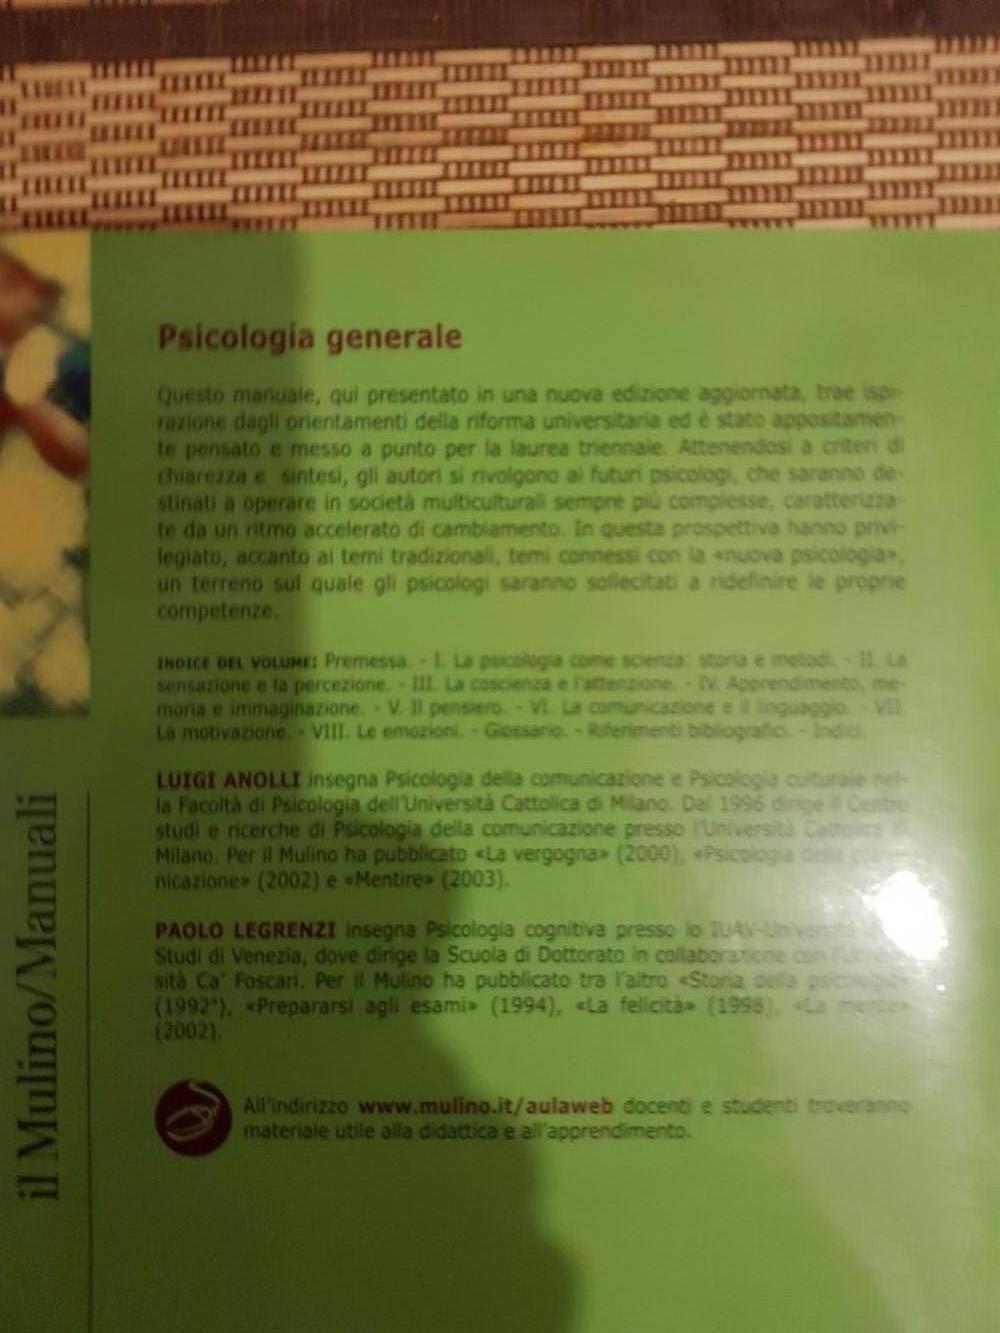 Psicologia generale
Questo manuale, qui presentato in una nuova edizione aggiornata, trae ispi-
razione dagli orientamenti della riforma universitaria ed è stato appositamen-
te pensato e messo a punto per la laurea triennale. Attenendosi a criteri di
chiarezza e sintesi, gli autori si rivolgono ai futuri psicologi, che saranno de-
stinati a operare in società multiculturali sempre più complesse, caratterizza-
te da un ritmo accelerato di cambiamento. In questa prospettiva hanno privi-
legiato, accanto ai temi tradizionali, temi connessi con la «nuova psicologia»,
un terreno sul quale gli psicologi saranno sollecitati a ridefinire le proprie
competenze.
INDICE DEL VOLUME: Premessa. - I. La psicologia come scienza: storia e metodi. - II. La
sensazione e la percezione. - III. La coscienza e l'attenzione. - IV. Apprendimento, me-
moria e immaginazione. - V. Il pensiero. - VI. La comunicazione e il linguaggio. - VII.
La motivazione. - VIII. Le emozioni. - Glossario. - Riferimenti bibliografici. - Indici.
LUIGI ANOLLI insegna Psicologia della comunicazione e Psicologia culturale nel-
la Facoltà di Psicologia dell'Università Cattolica di Milano. Dal 1996 dirige il Centro
studi e ricerche di Psicologia della comunicazione presso l'Università Cattolica di
Milano. Per il Mulino ha pubblicato «La vergogna» (2000), «Psicologia della comu-
nicazione» (2002) e «Mentire» (2003).
PAOLO LEGRENZI insegna Psicologia cognitiva presso lo IUAV-Università
Studi di Venezia, dove dirige la Scuola di Dottorato in collaborazione con l'Univer-
sità Ca' Foscari. Per il Mulino ha pubblicato tra l'altro «Storia della psicologia»
(1992), «Prepararsi agli esami» (1994), «La felicità» (1998), «La mente»
(2002).
All'indirizzo www.mulino.it/aulaweb docenti e studenti troveranno
materiale utile alla didattica e all'apprendimento.
il Mulino/Manuali